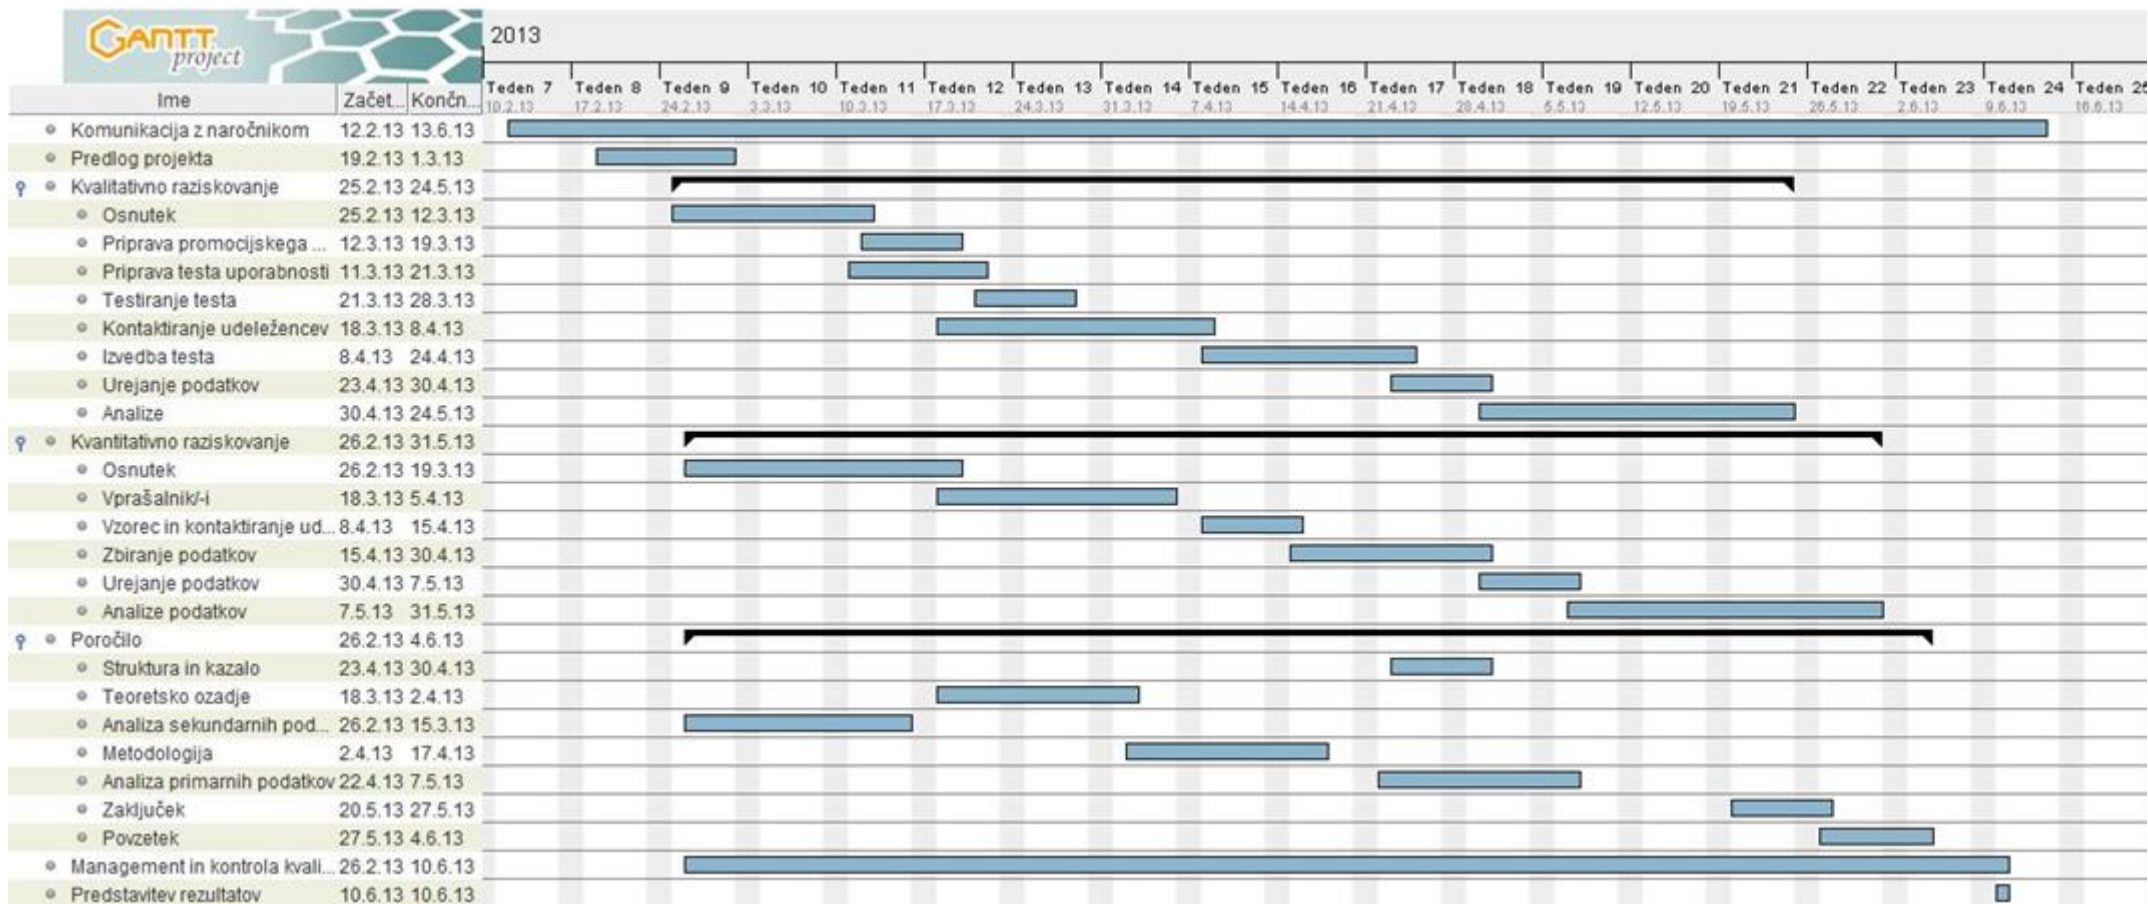 GANTT
project
2013
Teden 7 Teden 8 Teden 9 Teden 10 Teden 11 Teden 12 Teden 13 Teden 14 Teden 15 Teden 16 Teden 17 Teden 18 Teden 19 Teden 20 Teden 21 Teden 22 Teden 23 Teden 24 Teden 25
Ime Začet... Končn...
10.2.13 17.2.13 24.2.13 3.3.13 10.3.13 17.3.13 24.3.13 31.3.13 7.4.13 14.4.13 21.4.13 28.4.13 5.5.13 12.5.13 19.5.13 26.5.13 2.6.13 9.6.13 16.6.13
Komunikacija z naročnikom 12.2.13 13.6.13
Predlog projekta 19.2.13 1.3.13
Kvalitativno raziskovanje 25.2.13 24.5.13
Osnutek 25.2.13 12.3.13
Priprava promocijskega ... 12.3.13 19.3.13
Priprava testa uporabnosti 11.3.13 21.3.13
Testiranje testa 21.3.13 28.3.13
Kontaktiranje udeležencev 18.3.13 8.4.13
Izvedba testa 8.4.13 24.4.13
Urejanje podatkov 23.4.13 30.4.13
Analize 30.4.13 24.5.13
Kvantitativno raziskovanje 26.2.13 31.5.13
Osnutek 26.2.13 19.3.13
Vprašalnik/-i 18.3.13 5.4.13
Vzorec in kontaktiranje ud... 8.4.13 15.4.13
Zbiranje podatkov 15.4.13 30.4.13
Urejanje podatkov 30.4.13 7.5.13
Analize podatkov 7.5.13 31.5.13
Poročilo 26.2.13 4.6.13
Struktura in kazalo 23.4.13 30.4.13
Teoretsko ozadje 18.3.13 2.4.13
Analiza sekundarnih pod... 26.2.13 15.3.13
Metodologija 2.4.13 17.4.13
Analiza primarnih podatkov 22.4.13 7.5.13
Zaključek 20.5.13 27.5.13
Povzetek 27.5.13 4.6.13
Management in kontrola kvali... 26.2.13 10.6.13
Predstavitev rezultatov 10.6.13 10.6.13